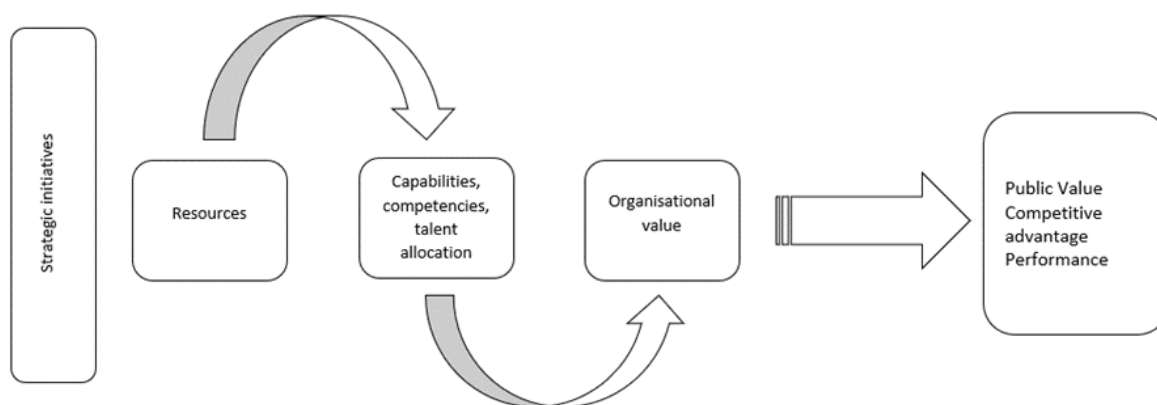 Strategic initiatives
Resources
Capabilities,
competencies,
talent
allocation
Organisational
value
Public Value
Competitive
advantage
Performance